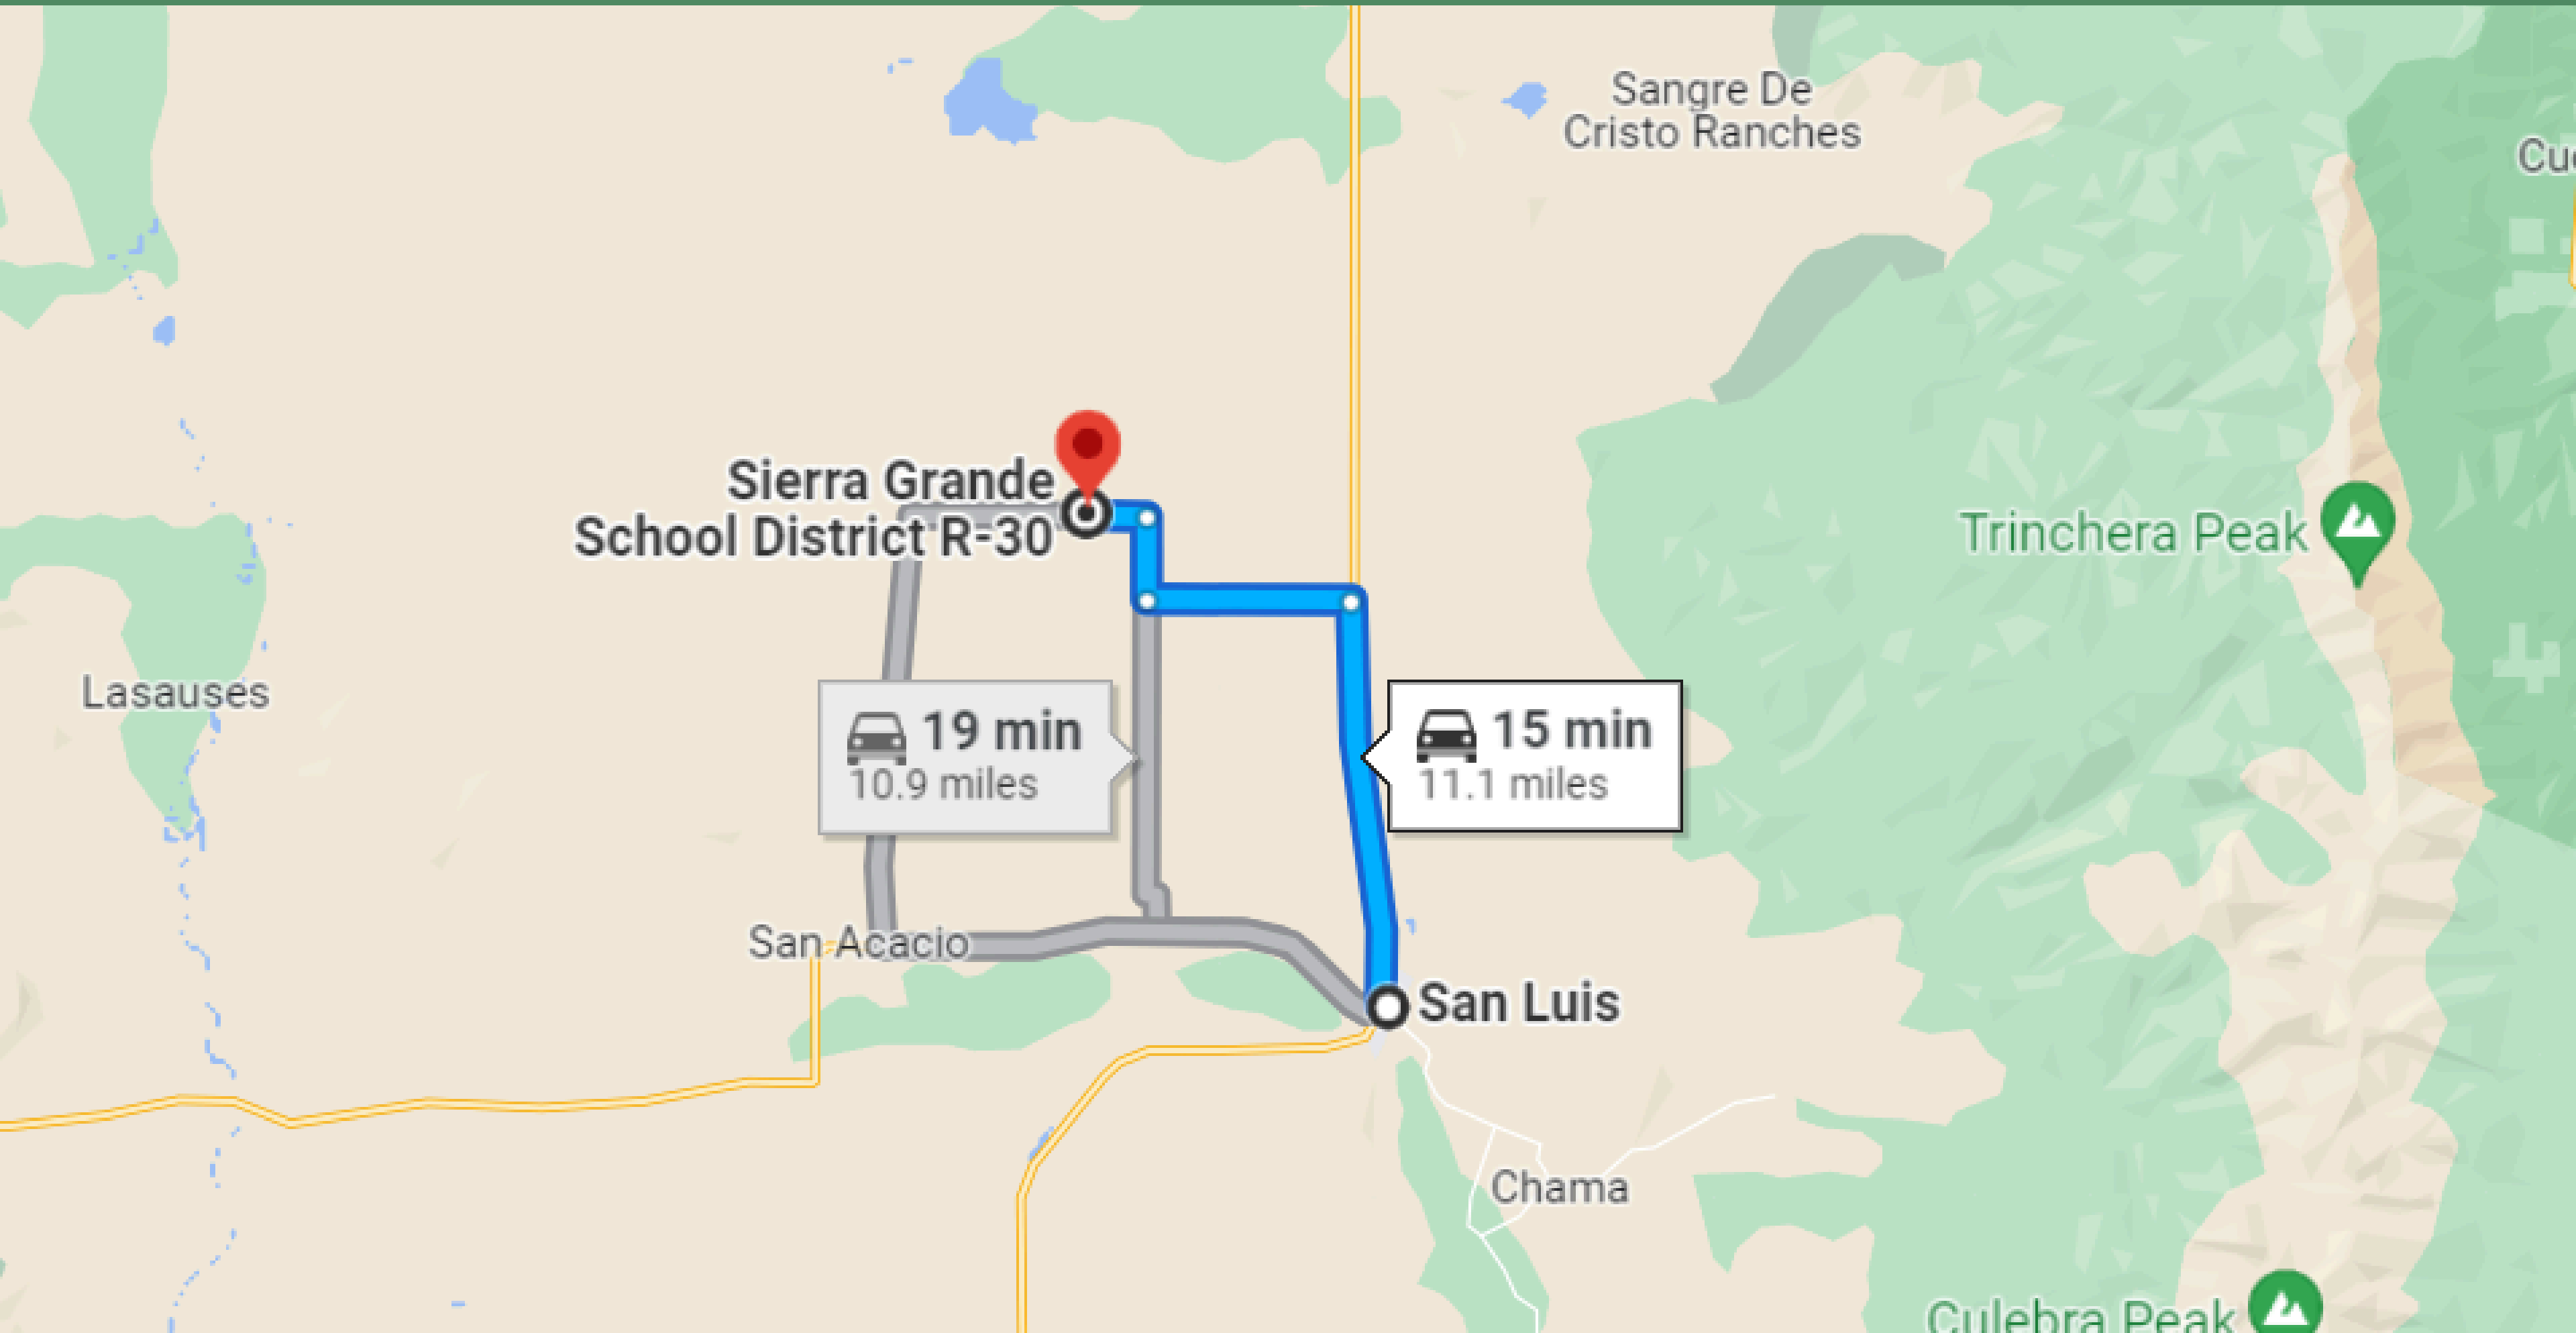 Sangre De
Cristo Ranches
Sierra Grande
School District R-30
Trinchera Peak
Lasauses
19 min
10.9 miles
15 min
11.1 miles
San Acacio
San Luis
Chama
Culebra Peak